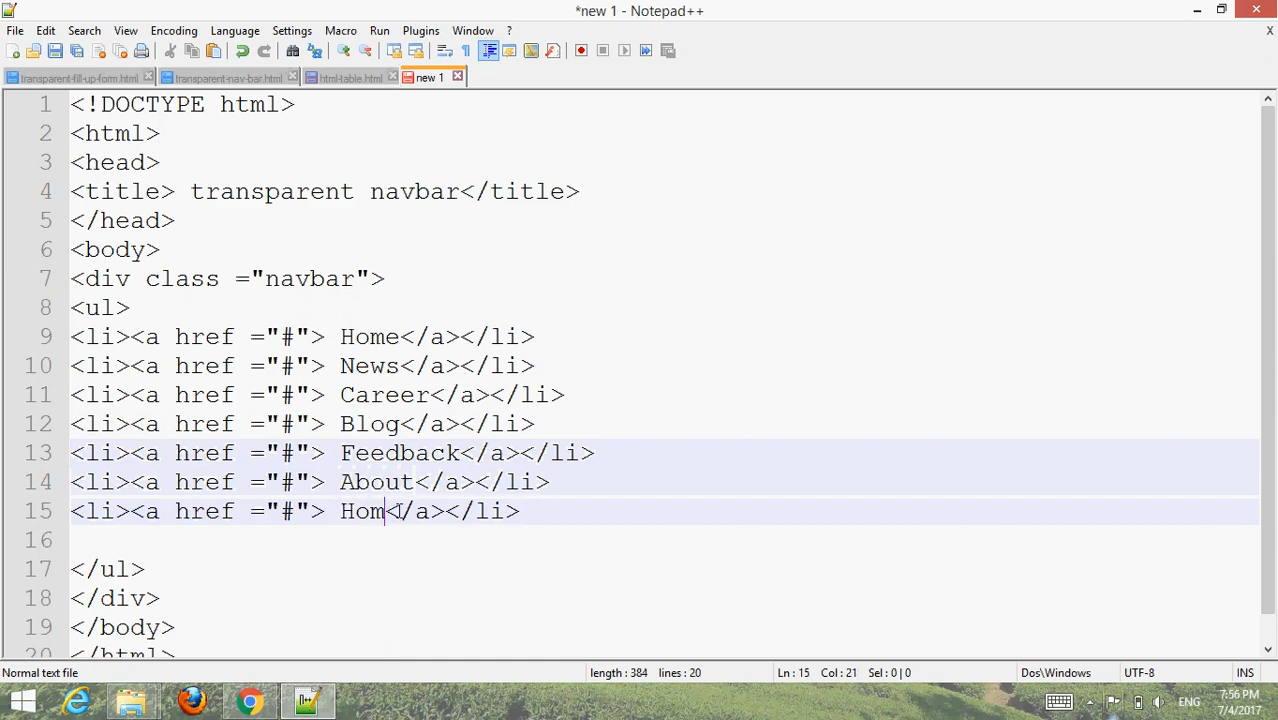 *new 1 - Notepad++
File Edit Search View Encoding Language Settings Macro Run Plugins Window ? X
transparent-fill-up-form.html transparent-nav-bar.html html-table.html new 1
1 <!DOCTYPE html>
2 <html>
3 <head>
4 <title> transparent navbar</title>
5 </head>
6 <body>
7 <div class ="navbar">
8 <ul>
9 <li><a href ="#"> Home</a></li>
10 <li><a href ="#"> News</a></li>
11 <li><a href ="#"> Career</a></li>
12 <li><a href ="#"> Blog</a></li>
13 <li><a href ="#"> Feedback</a></li>
14 <li><a href ="#"> About</a></li>
15 <li><a href ="#"> Hom</a></li>
16
17 </ul>
18 </div>
19 </body>
20 </html>
Normal text file length : 384 lines : 20 Ln : 15 Col : 21 Sel : 0 | 0 Dos\Windows UTF-8 INS
ENG 7:56 PM
7/4/2017